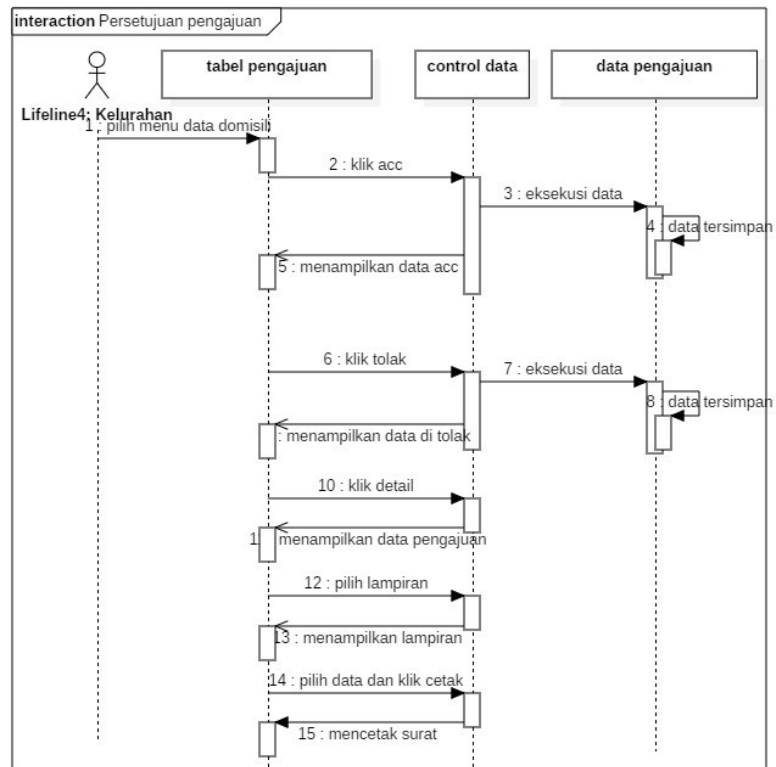 interaction Persetujuan pengajuan
tabel pengajuan
control data
data pengajuan
Lifeline4: Kelurahan
1 : pilih menu data domisili
2 : klik acc
3 : eksekusi data
4 : data tersimpan
5 : menampilkan data acc
6 : klik tolak
7 : eksekusi data
8 : data tersimpan
: menampilkan data di tolak
10 : klik detail
menampilkan data pengajuan
12 : pilih lampiran
13 : menampilkan lampiran
14 : pilih data dan klik cetak
15 : mencetak surat